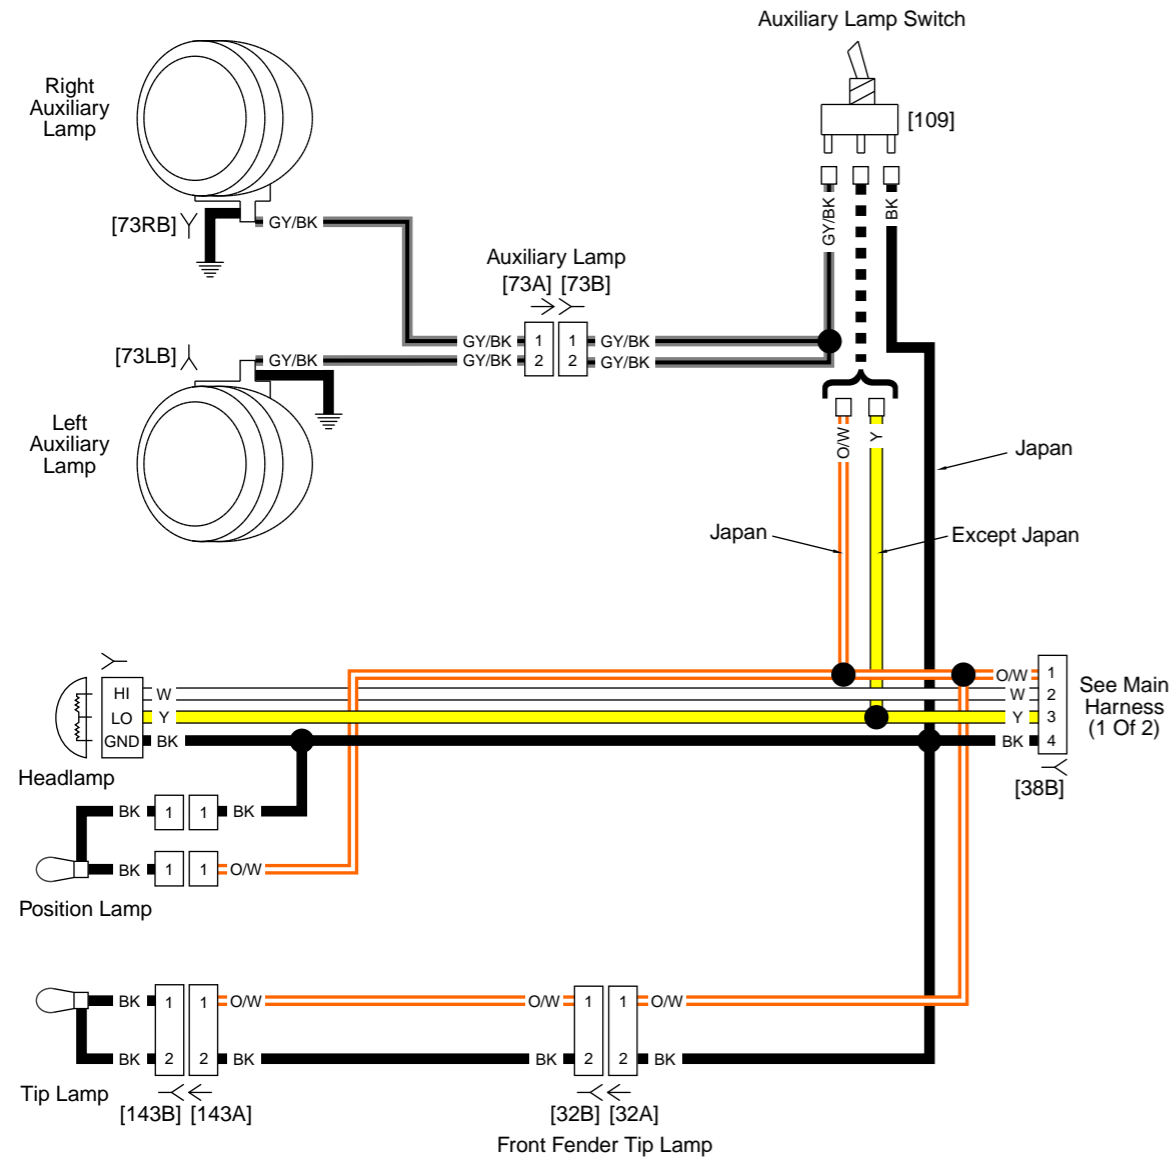 Auxiliary Lamp Switch
Right
Auxiliary
Lamp
[109]
[73RB]
GY/BK
GY/BK
BK
Auxiliary Lamp
[73A] [73B]
GY/BK 1 1 GY/BK
GY/BK 2 2 GY/BK
[73LB]
GY/BK
Left
Auxiliary
Lamp
O/W
Y
Japan
Japan
Except Japan
HI W
LO Y
GND BK
O/W 1
W 2
Y 3
BK 4
See Main
Harness
(1 Of 2)
[38B]
Headlamp
BK 1 1 BK
BK 1 1 O/W
Position Lamp
BK 1 1 O/W O/W 1 1 O/W
BK 2 2 BK BK 2 2 BK
Tip Lamp
[143B] [143A]
[32B] [32A]
Front Fender Tip Lamp